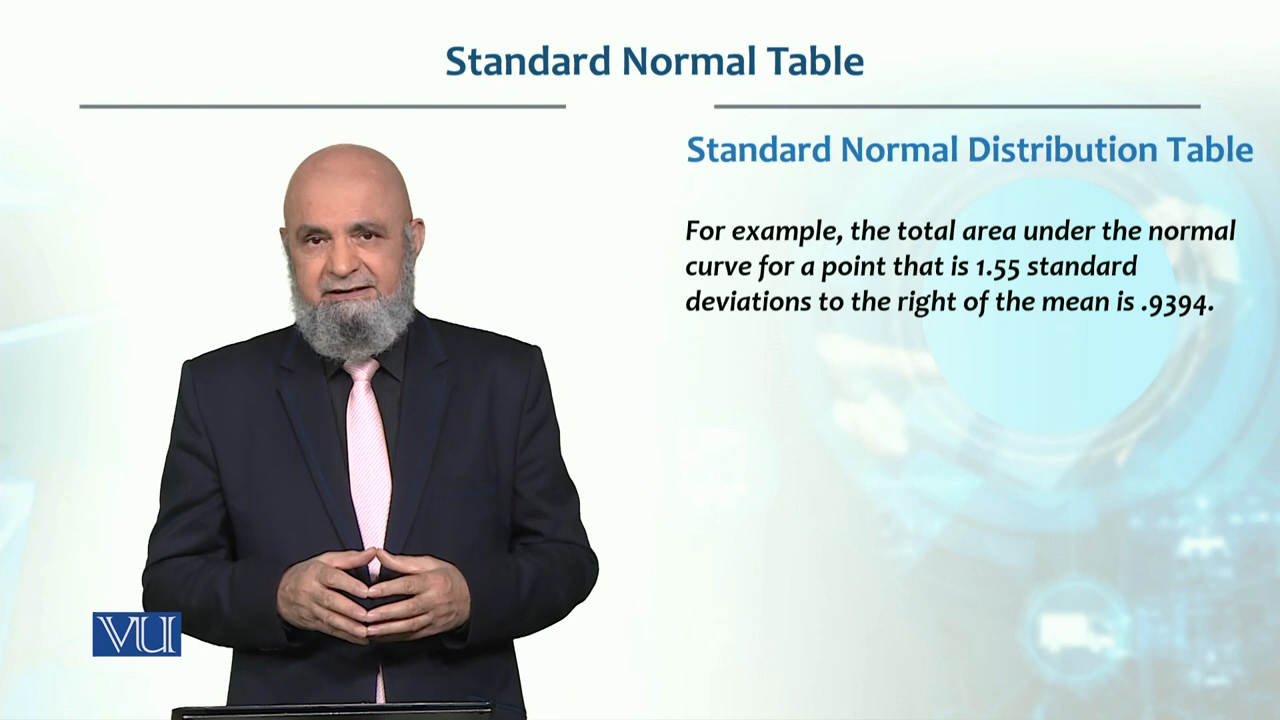 Standard Normal Table
Standard Normal Distribution Table
For example, the total area under the normal
curve for a point that is 1.55 standard
deviations to the right of the mean is .9394.
VU